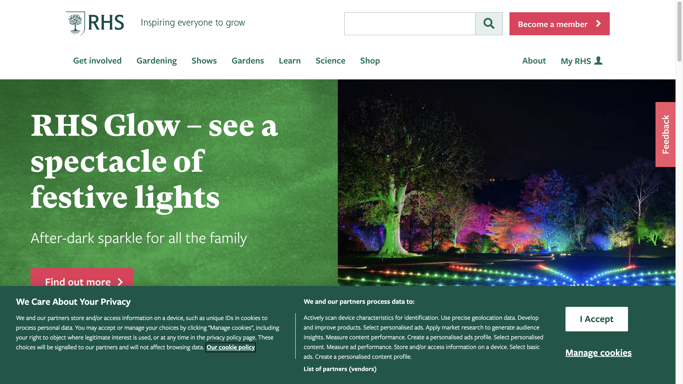 RHS
Inspiring everyone to grow
Become a member
Get involved
Gardening
Shows
Gardens
Learn
Science
Shop
About
My RHS
RHS Glow – see a
spectacle of
festive lights
After-dark sparkle for all the family
Find out more
Feedback
We Care About Your Privacy
We and our partners store and/or access information on a device, such as unique IDs in cookies to
process personal data. You may accept or manage your choices by clicking “Manage cookies”, including
your right to object where legitimate interest is used, or at any time in the privacy policy page. These
choices will be signalled to our partners and will not affect browsing data. Our cookie policy
We and our partners process data to:
Actively scan device characteristics for identification. Use precise geolocation data. Develop
and improve products. Select personalised ads. Apply market research to generate audience
insights. Measure content performance. Create a personalised ads profile. Select personalised
content. Measure ad performance. Store and/or access information on a device. Select basic
ads. Create a personalised content profile.
List of partners (vendors)
I Accept
Manage cookies